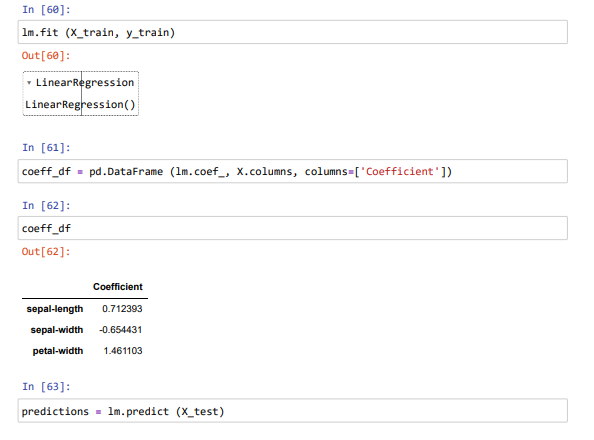 In [60]:
lm.fit (X_train, y_train)
Out[60]:
▾ LinearRegression
LinearRegression()
In [61]:
coeff_df = pd.DataFrame (lm.coef_, X.columns, columns=['Coefficient'])
In [62]:
coeff_df
Out[62]:
Coefficient
sepal-length 0.712393
sepal-width -0.654431
petal-width 1.461103
In [63]:
predictions = lm.predict (X_test)